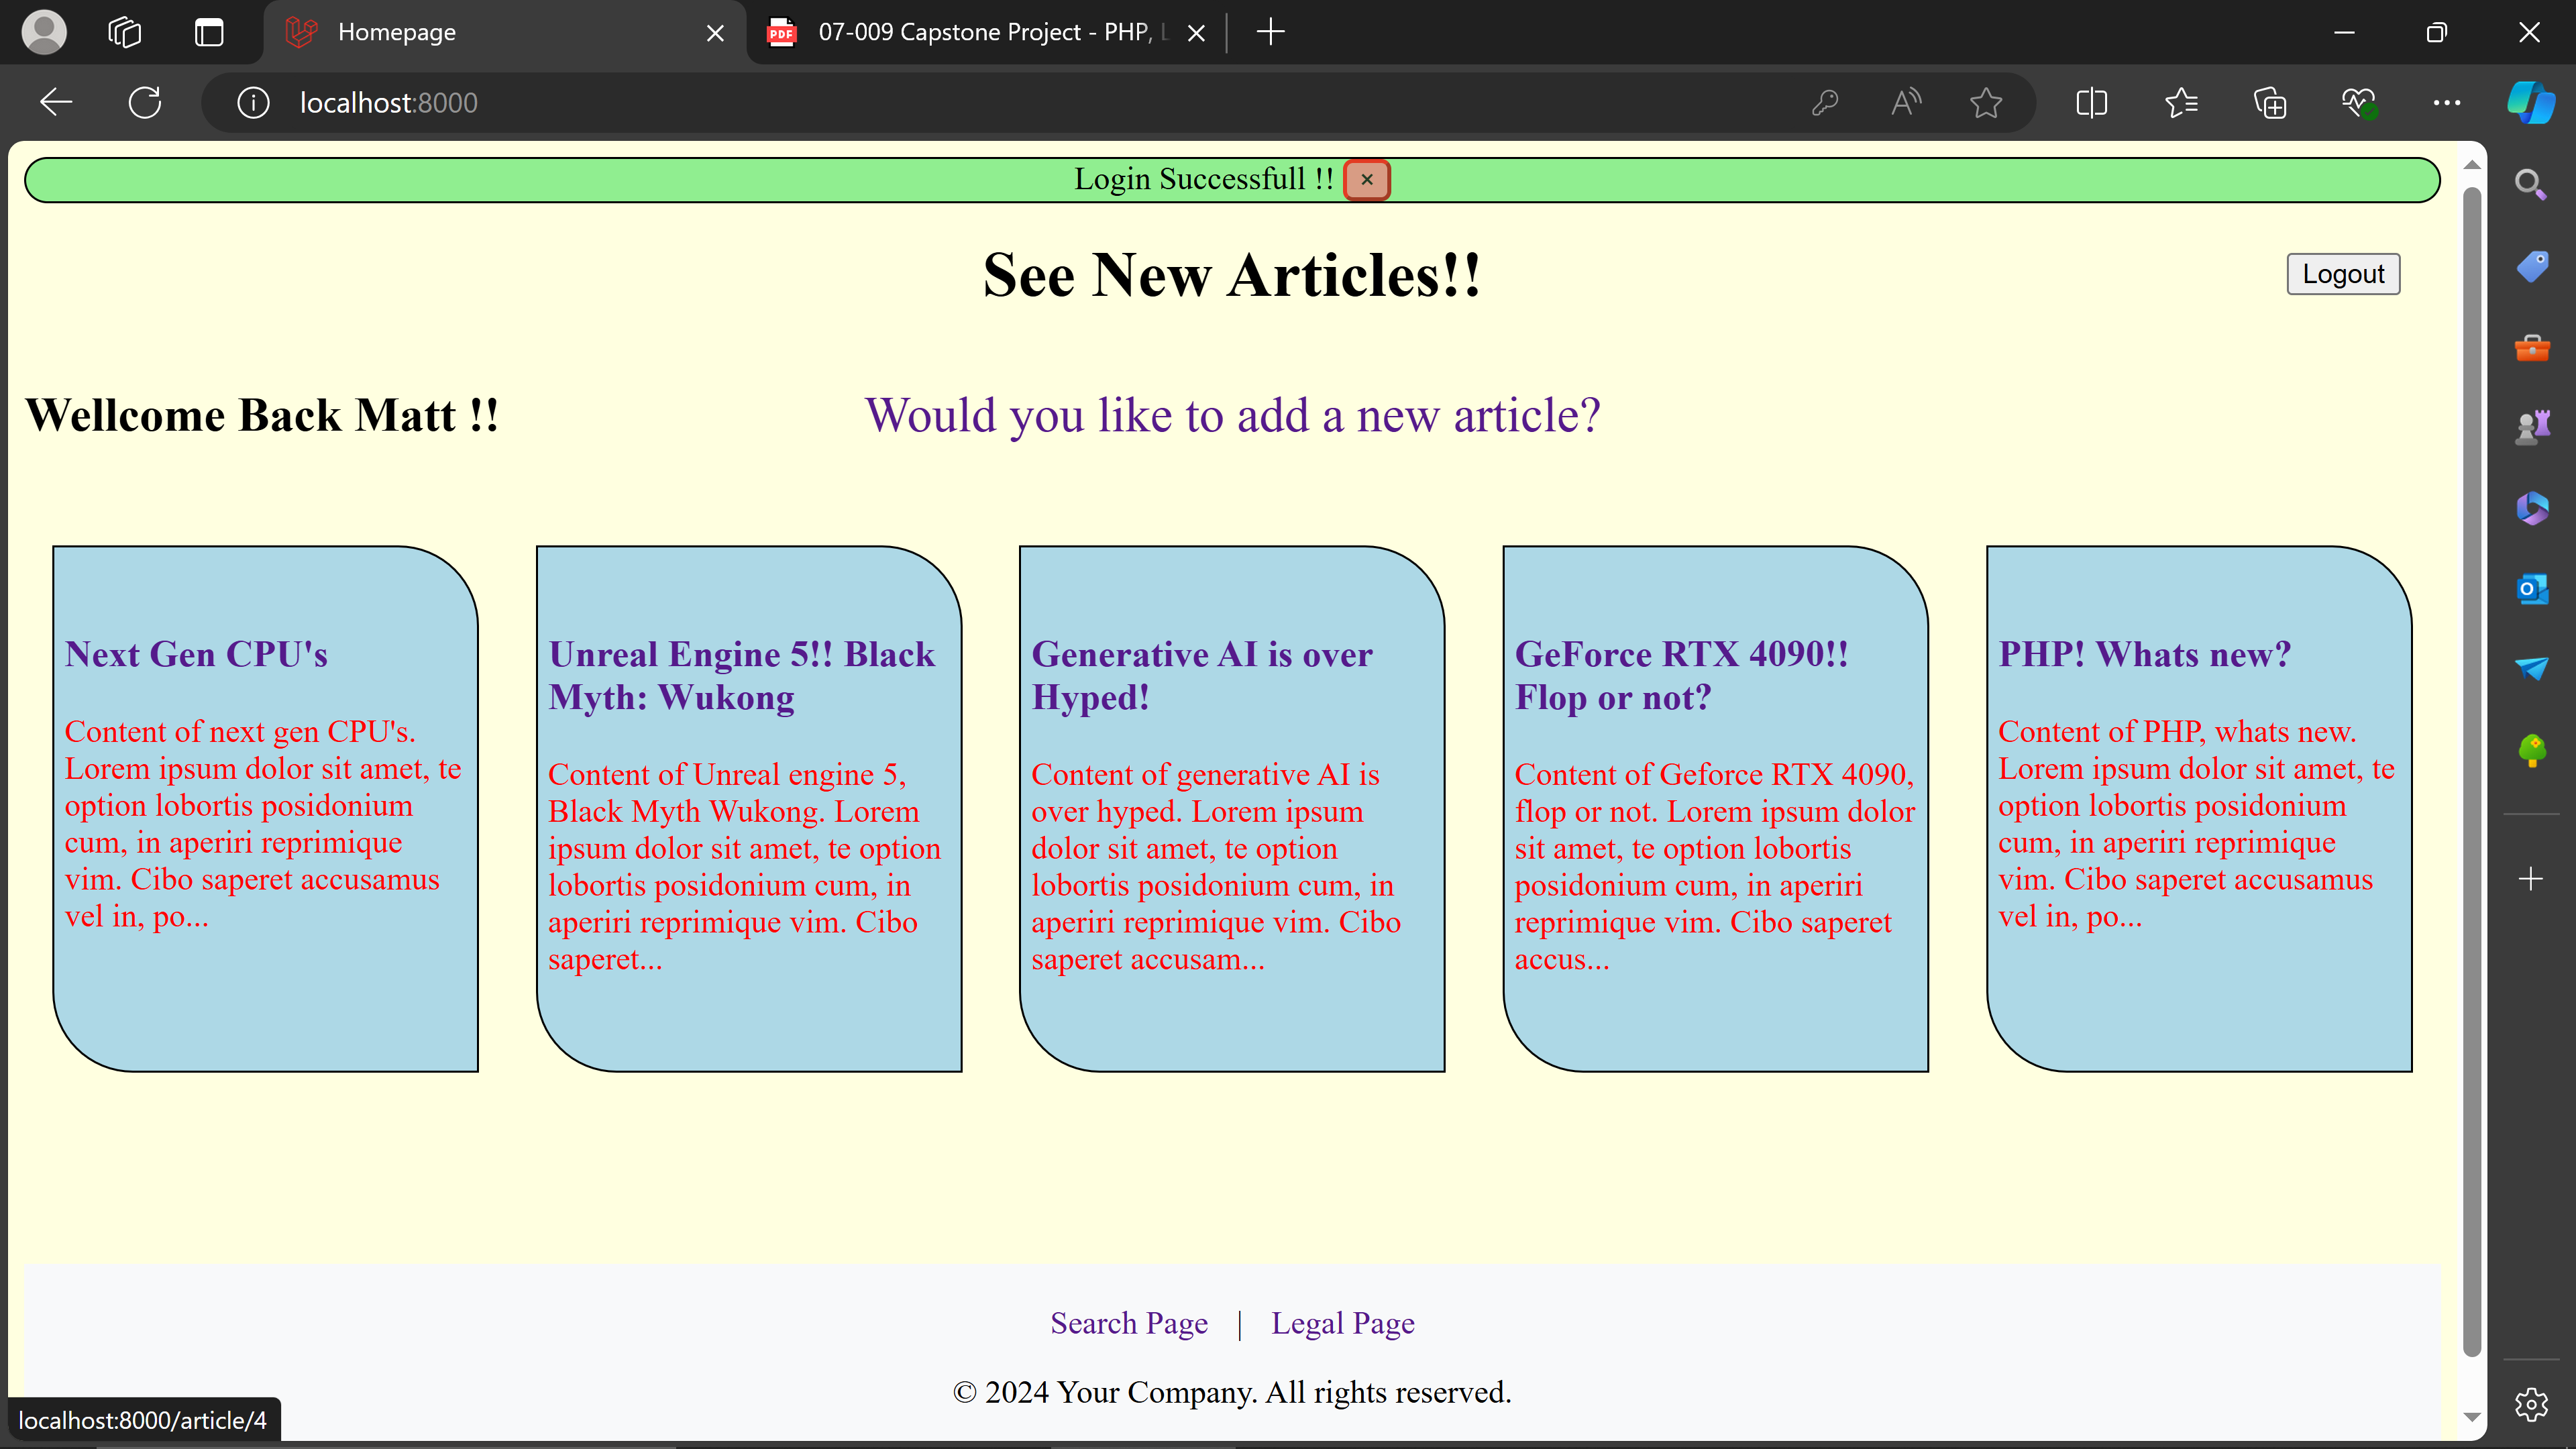 Homepage
07-009 Capstone Project - PHP, L
localhost:8000
Login Successfull !! ×
See New Articles!!
Logout
Wellcome Back Matt !!
Would you like to add a new article?
Next Gen CPU's
Content of next gen CPU's.
Lorem ipsum dolor sit amet, te
option lobortis posidonium
cum, in aperiri reprimique
vim. Cibo saperet accusamus
vel in, po...
Unreal Engine 5!! Black
Myth: Wukong
Content of Unreal engine 5,
Black Myth Wukong. Lorem
ipsum dolor sit amet, te option
lobortis posidonium cum, in
aperiri reprimique vim. Cibo
saperet...
Generative AI is over
Hyped!
Content of generative AI is
over hyped. Lorem ipsum
dolor sit amet, te option
lobortis posidonium cum, in
aperiri reprimique vim. Cibo
saperet accusam...
GeForce RTX 4090!!
Flop or not?
Content of Geforce RTX 4090,
flop or not. Lorem ipsum dolor
sit amet, te option lobortis
posidonium cum, in aperiri
reprimique vim. Cibo saperet
accus...
PHP! Whats new?
Content of PHP, whats new.
Lorem ipsum dolor sit amet, te
option lobortis posidonium
cum, in aperiri reprimique
vim. Cibo saperet accusamus
vel in, po...
Search Page | Legal Page
© 2024 Your Company. All rights reserved.
localhost:8000/article/4